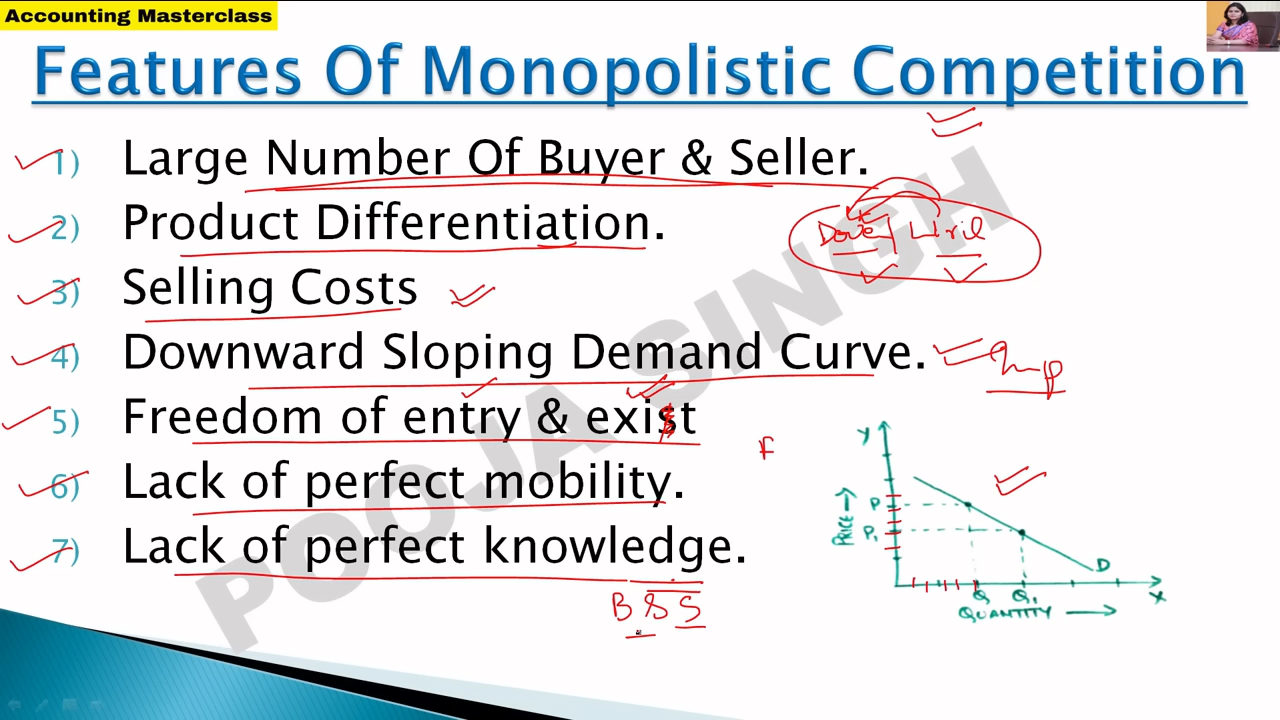 Accounting Masterclass
Features Of Monopolistic Competition
1) Large Number Of Buyer & Seller.
2) Product Differentiation.
Dove Liril
3) Selling Costs
4) Downward Sloping Demand Curve.
5) Freedom of entry & exist
F
6) Lack of perfect mobility.
7) Lack of perfect knowledge.
B & S
POOJA SINGH
Y
PRICE
P
P1
D
Q Q1
X
QUANTITY